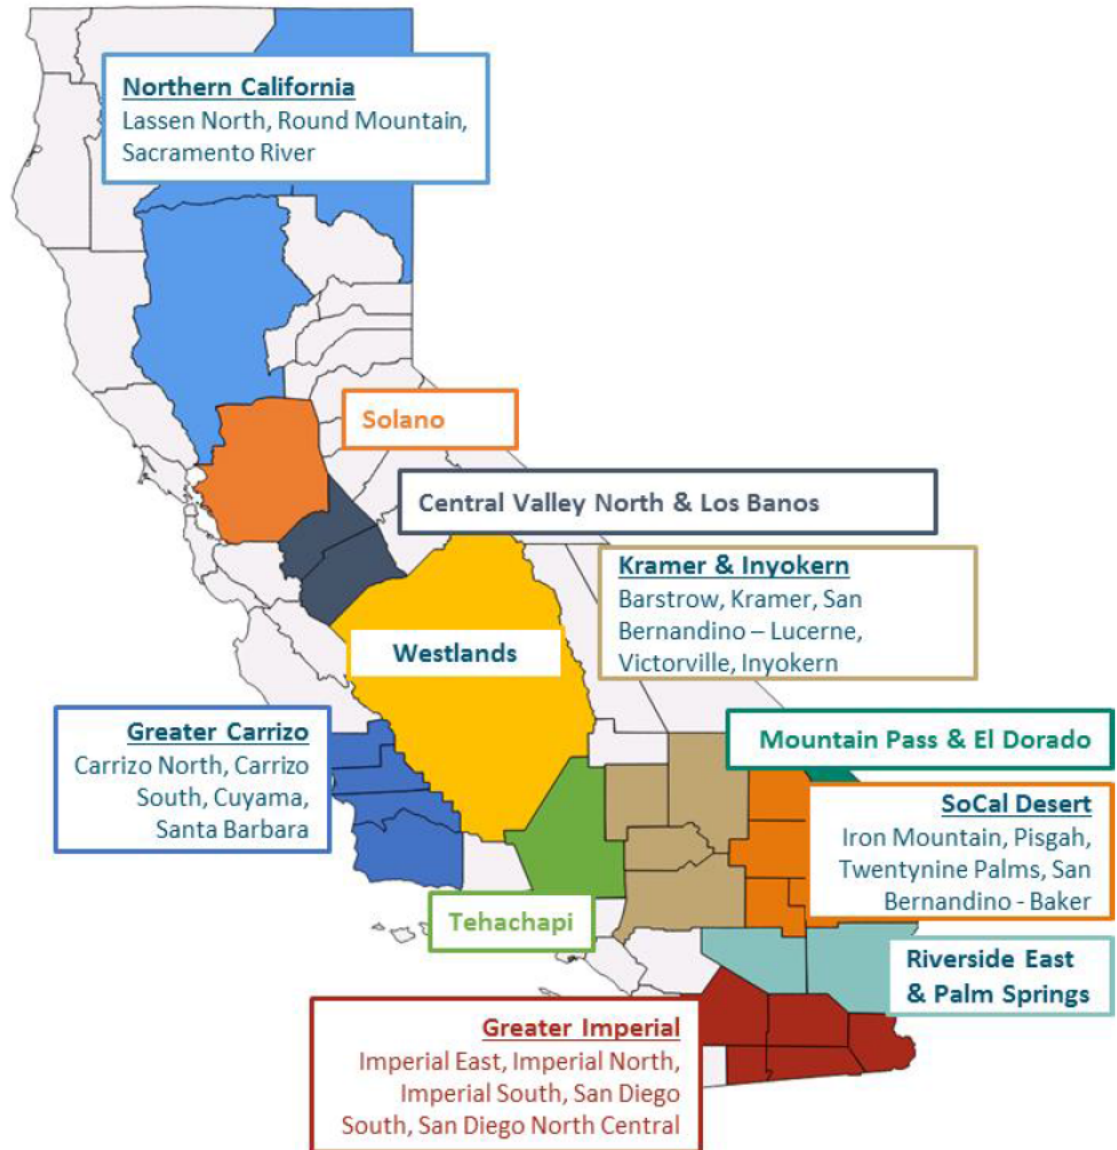 Northern California
Lassen North, Round Mountain,
Sacramento River
Solano
Central Valley North & Los Banos
Kramer & Inyokern
Barstrow, Kramer, San
Bernandino – Lucerne,
Victorville, Inyokern
Westlands
Greater Carrizo
Carrizo North, Carrizo
South, Cuyama,
Santa Barbara
Mountain Pass & El Dorado
SoCal Desert
Iron Mountain, Pisgah,
Twentynine Palms, San
Bernandino - Baker
Tehachapi
Riverside East
& Palm Springs
Greater Imperial
Imperial East, Imperial North,
Imperial South, San Diego
South, San Diego North Central